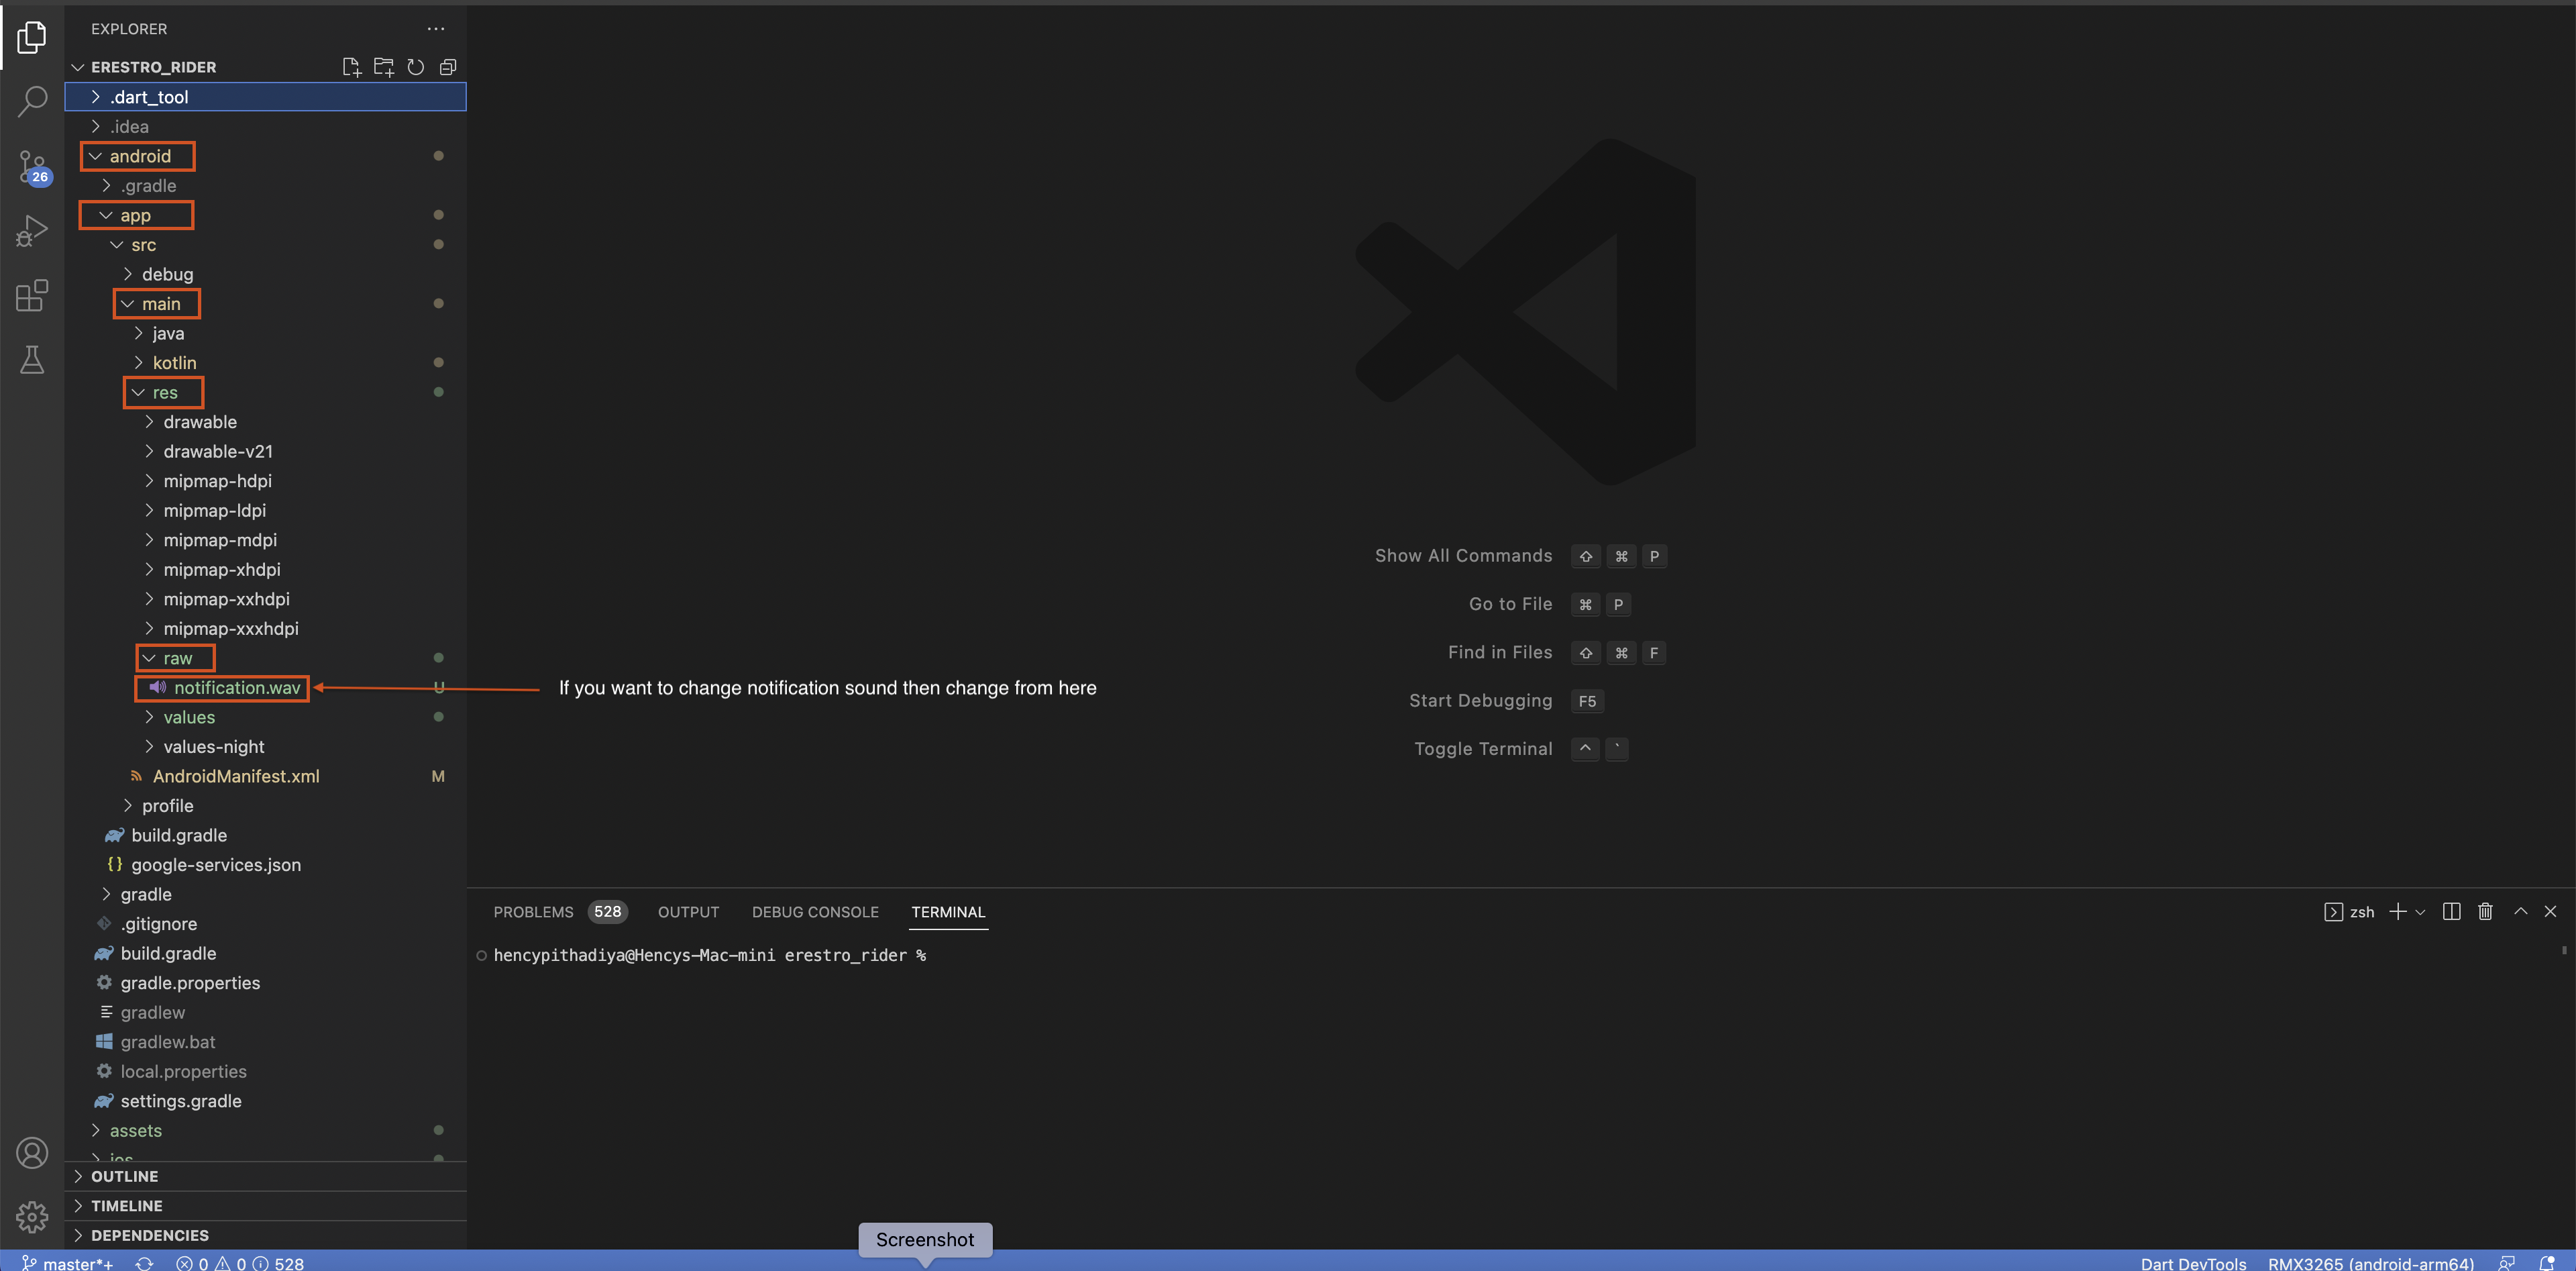 EXPLORER
ERESTRO_RIDER
.dart_tool
.idea
android
.gradle
app
src
debug
main
java
kotlin
res
drawable
drawable-v21
mipmap-hdpi
mipmap-ldpi
mipmap-mdpi
mipmap-xhdpi
mipmap-xxhdpi
mipmap-xxxhdpi
raw
notification.wav U
values
values-night
AndroidManifest.xml M
profile
build.gradle
google-services.json
gradle
.gitignore
build.gradle
gradle.properties
gradlew
gradlew.bat
local.properties
settings.gradle
assets
ios
OUTLINE
TIMELINE
DEPENDENCIES
26
If you want to change notification sound then change from here
Show All Commands ⇧ ⌘ P
Go to File ⌘ P
Find in Files ⇧ ⌘ F
Start Debugging F5
Toggle Terminal ^ `
PROBLEMS 528 OUTPUT DEBUG CONSOLE TERMINAL
zsh
hencypithadiya@Hencys-Mac-mini erestro_rider %
Screenshot
master*+ 0 0 528
Dart DevTools RMX3265 (android-arm64)